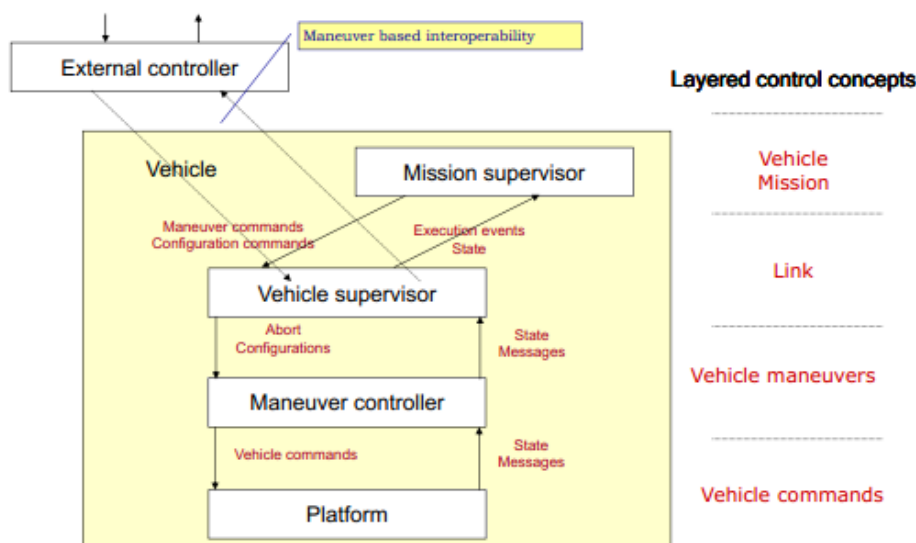 Maneuver based interoperability
External controller
Layered control concepts
Vehicle
Mission supervisor
Vehicle
Mission
Maneuver commands
Configuration commands
Execution events
State
Link
Vehicle supervisor
Abort
Configurations
State
Messages
Vehicle maneuvers
Maneuver controller
Vehicle commands
State
Messages
Vehicle commands
Platform